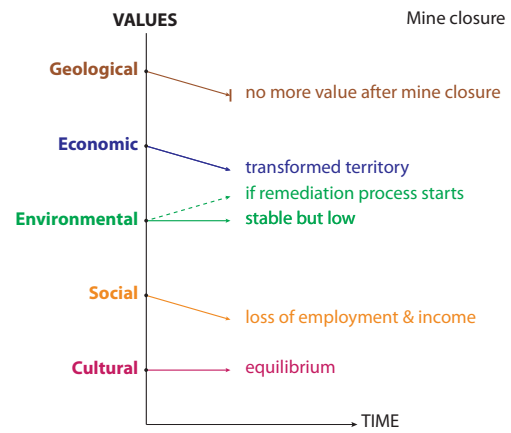 VALUES
Mine closure
Geological
no more value after mine closure
Economic
transformed territory
if remediation process starts
Environmental
stable but low
Social
loss of employment & income
Cultural
equilibrium
TIME